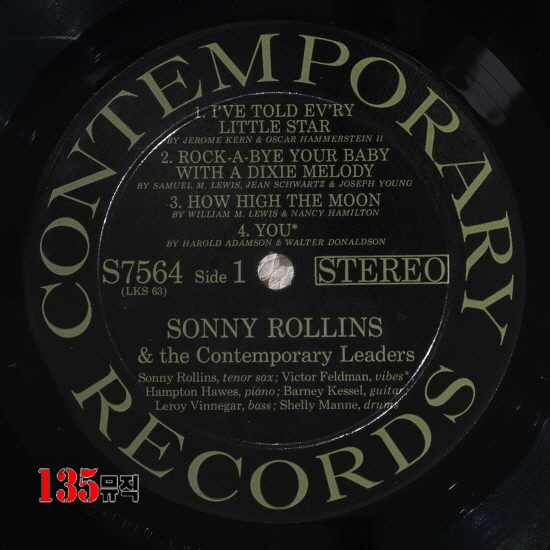 CONTEMPORARY
1. I'VE TOLD EV'RY
LITTLE STAR
BY JEROME KERN & OSCAR HAMMERSTEIN II
2. ROCK-A-BYE YOUR BABY
WITH A DIXIE MELODY
BY SAMUEL M. LEWIS, JEAN SCHWARTZ & JOSEPH YOUNG
3. HOW HIGH THE MOON
BY WILLIAM M. LEWIS & NANCY HAMILTON
4. YOU*
BY HAROLD ADAMSON & WALTER DONALDSON
S7564 Side 1 STEREO
(LKS 63)
SONNY ROLLINS
& the Contemporary Leaders
Sonny Rollins, tenor sax; Victor Feldman, vibes*
Hampton Hawes, piano; Barney Kessel, guitar
Leroy Vinnegar, bass; Shelly Manne, drums
RECORDS
135뮤직